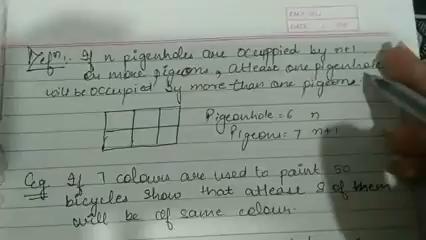 Defn:. If n pigenholes are occuppied by n+1
or more pigeons, atleast one pigeonhole
will be occupied by more than one pigeon.
Pigeonhole = 6 n
Pigeons = 7 n+1
eg If 7 colours are used to paint 50
bicycles show that atleast 8 of them
will be of same colour.